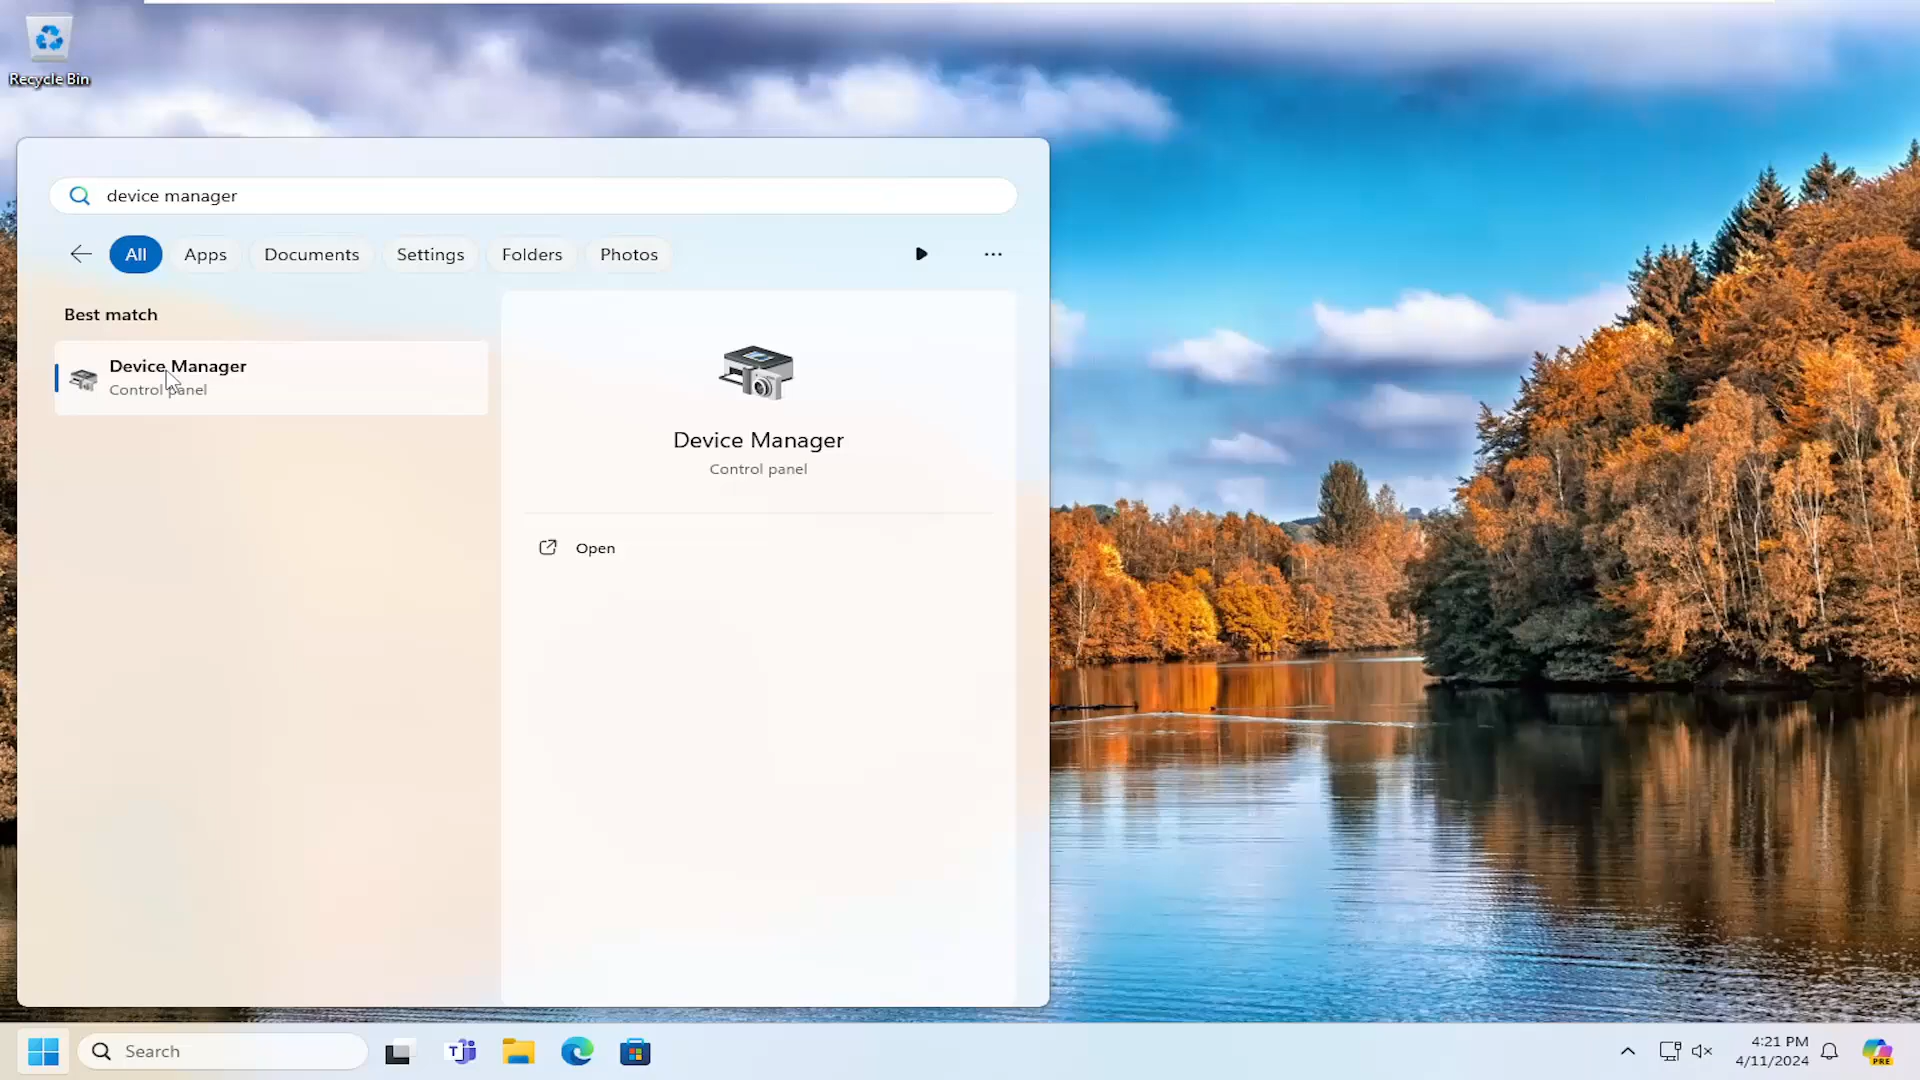 Recycle Bin
device manager
All
Apps
Documents
Settings
Folders
Photos
Best match
Device Manager
Control panel
Device Manager
Control panel
Open
Search
4:21 PM
4/11/2024
PRE